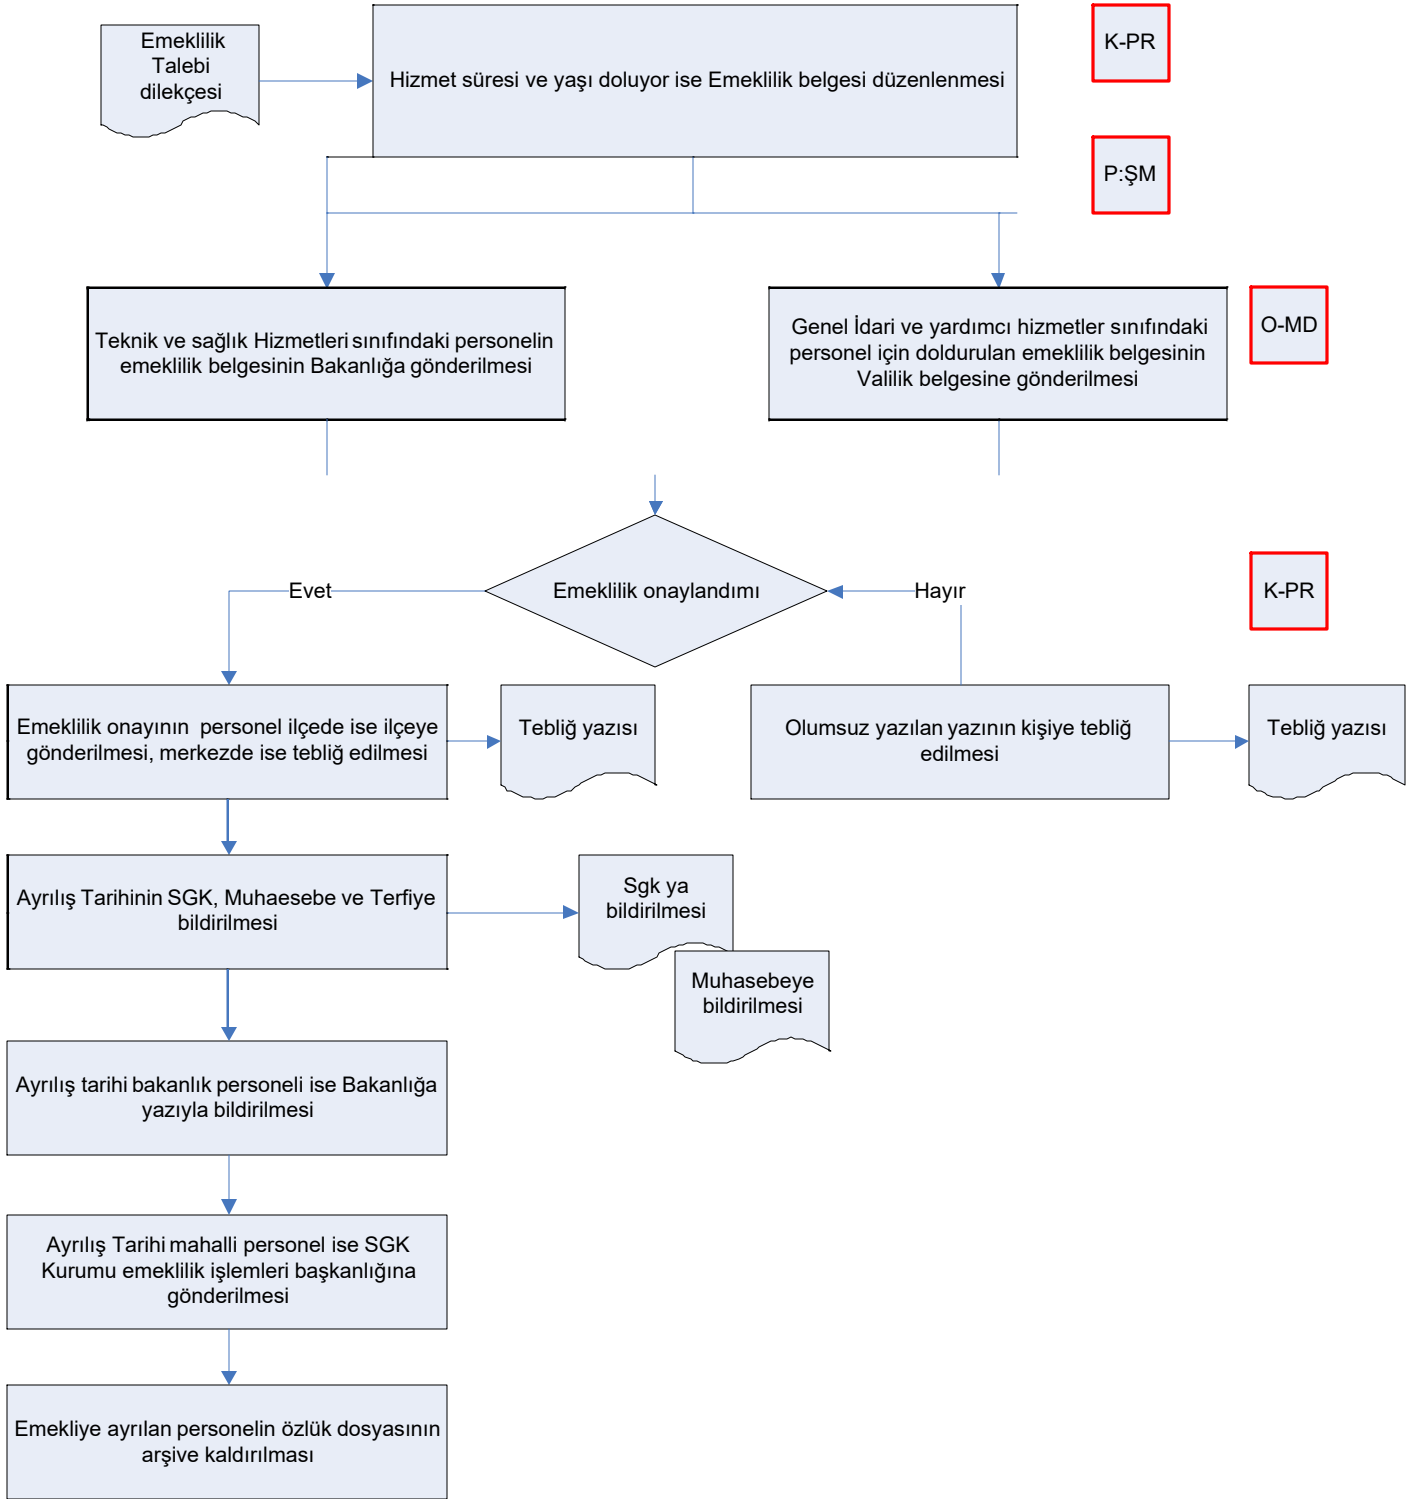 Emeklilik
Talebi
dilekçesi
Hizmet süresi ve yaşı doluyor ise Emeklilik belgesi düzenlenmesi
K-PR
P:ŞM
Teknik ve sağlık Hizmetleri sınıfındaki personelin
emeklilik belgesinin Bakanlığa gönderilmesi
Genel İdari ve yardımcı hizmetler sınıfındaki
personel için doldurulan emeklilik belgesinin
Valilik belgesine gönderilmesi
O-MD
Emeklilik onaylandımı
Evet
Hayır
K-PR
Emeklilik onayının personel ilçede ise ilçeye
gönderilmesi, merkezde ise tebliğ edilmesi
Tebliğ yazısı
Olumsuz yazılan yazının kişiye tebliğ
edilmesi
Tebliğ yazısı
Ayrılış Tarihinin SGK, Muhaesebe ve Terfiye
bildirilmesi
Sgk ya
bildirilmesi
Muhasebeye
bildirilmesi
Ayrılış tarihi bakanlık personeli ise Bakanlığa
yazıyla bildirilmesi
Ayrılış Tarihi mahalli personel ise SGK
Kurumu emeklilik işlemleri başkanlığına
gönderilmesi
Emekliye ayrılan personelin özlük dosyasının
arşive kaldırılması